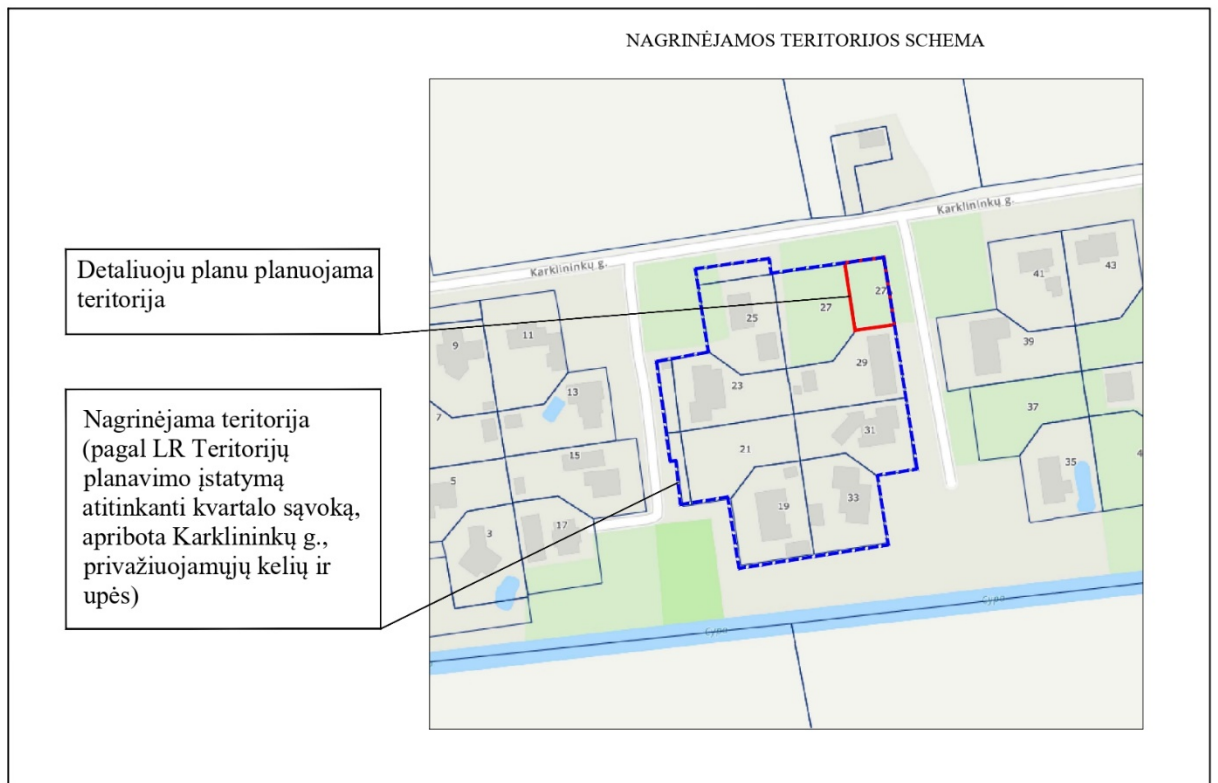 NAGRINĖJAMOS TERITORIJOS SCHEMA
Karklininkų g.
Karklininkų g.
Detaliuoju planu planuojama
teritorija
Nagrinėjama teritorija
(pagal LR Teritorijų
planavimo įstatymą
atitinkanti kvartalo sąvoką,
apribota Karklininkų g.,
privažiuojamųjų kelių ir
upės)
41
43
27
27
25
11
9
39
29
23
13
7
37
31
21
15
5
35
33
19
17
3
Cypa
Cypa